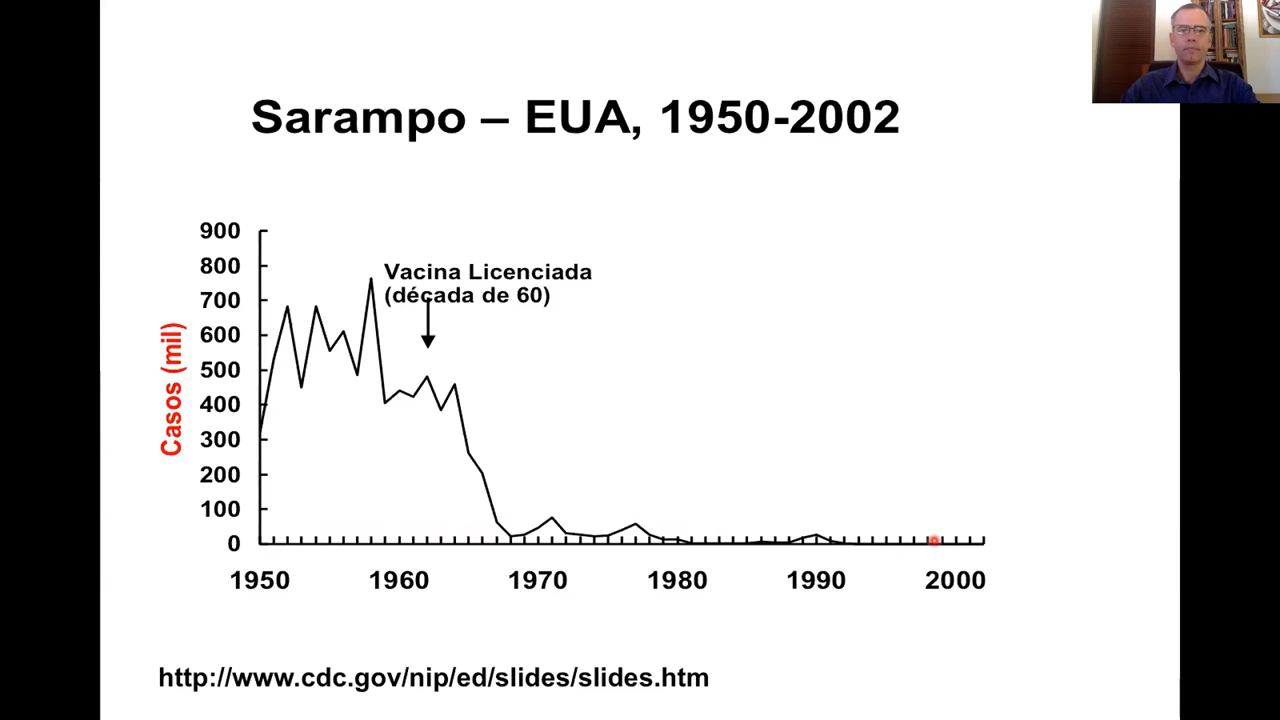 Sarampo – EUA, 1950-2002
900
800
700
600
500
400
300
200
100
0
Casos (mil)
Vacina Licenciada
(década de 60)
1950 1960 1970 1980 1990 2000
http://www.cdc.gov/nip/ed/slides/slides.htm